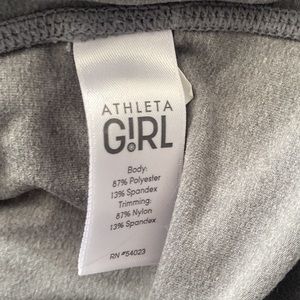 ATHLETA
GIRL
Body:
87% Polyester
13% Spandex
Trimming:
87% Nylon
13% Spandex
RN #54023